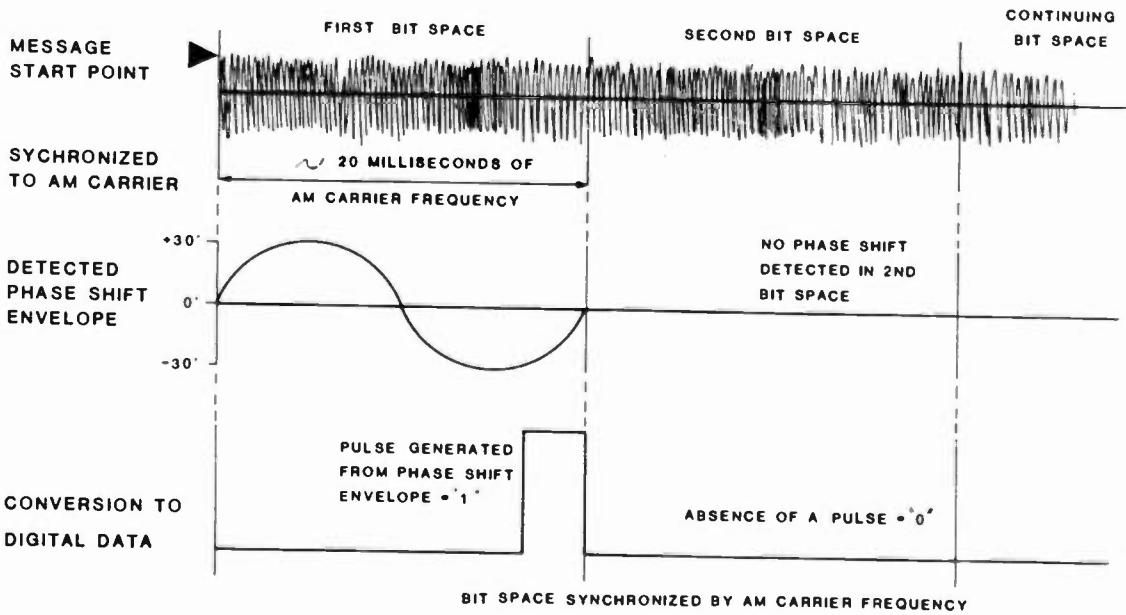 FIRST BIT SPACE
SECOND BIT SPACE
CONTINUING
BIT SPACE
MESSAGE
START POINT
SYCHRONIZED
TO AM CARRIER
~ 20 MILLISECONDS OF
AM CARRIER FREQUENCY
DETECTED
PHASE SHIFT
ENVELOPE
+30°
0°
-30°
NO PHASE SHIFT
DETECTED IN 2ND
BIT SPACE
CONVERSION TO
DIGITAL DATA
PULSE GENERATED
FROM PHASE SHIFT
ENVELOPE = "1"
ABSENCE OF A PULSE = "0"
BIT SPACE SYNCHRONIZED BY AM CARRIER FREQUENCY